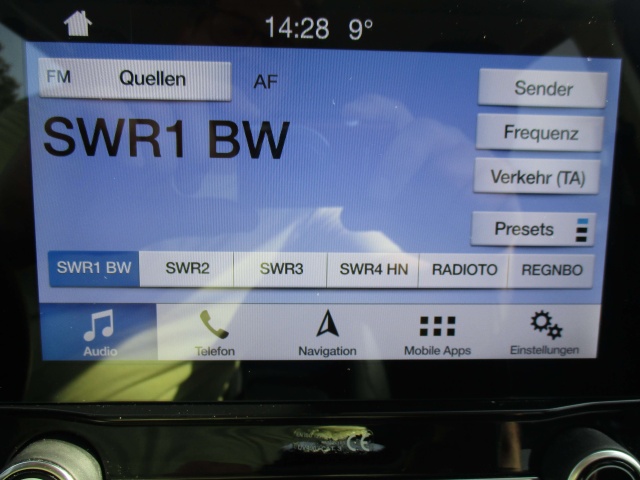 14:28 9°
FM Quellen AF
Sender
SWR1 BW
Frequenz
Verkehr (TA)
Presets
SWR1 BW SWR2 SWR3 SWR4 HN RADIOTO REGNBO
Audio Telefon Navigation Mobile Apps Einstellungen